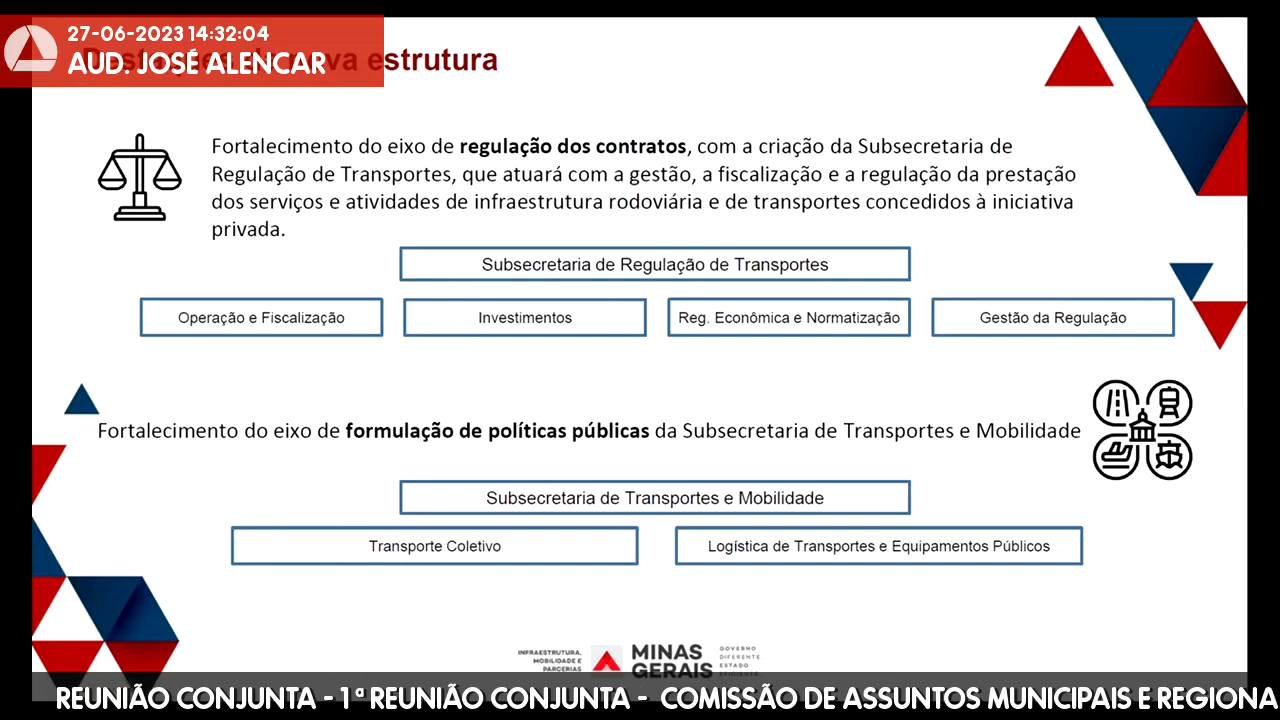 27-06-2023 14:32:04
AUD. JOSÉ ALENCAR
estrutura
Fortalecimento do eixo de regulação dos contratos, com a criação da Subsecretaria de
Regulação de Transportes, que atuará com a gestão, a fiscalização e a regulação da prestação
dos serviços e atividades de infraestrutura rodoviária e de transportes concedidos à iniciativa
privada.
Subsecretaria de Regulação de Transportes
Operação e Fiscalização
Investimentos
Reg. Econômica e Normatização
Gestão da Regulação
Fortalecimento do eixo de formulação de políticas públicas da Subsecretaria de Transportes e Mobilidade
Subsecretaria de Transportes e Mobilidade
Transporte Coletivo
Logística de Transportes e Equipamentos Públicos
INFRAESTRUTURA,
MOBILIDADE E
PARCERIAS
MINAS
GERAIS
GOVERNO
DIFERENTE
ESTADO
EFICIENTE
REUNIÃO CONJUNTA - 1ª REUNIÃO CONJUNTA - COMISSÃO DE ASSUNTOS MUNICIPAIS E REGIONA